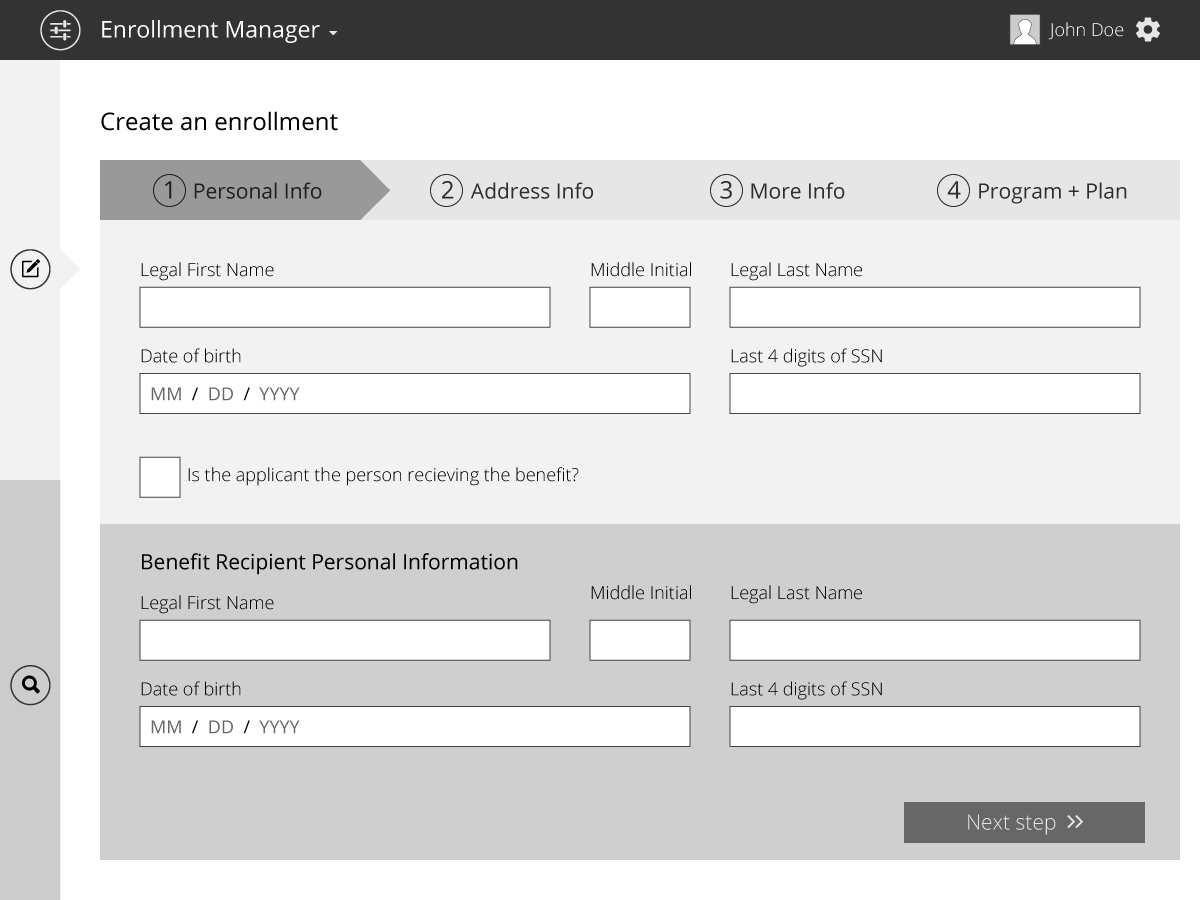 Enrollment Manager
John Doe
Create an enrollment
1 Personal Info
2 Address Info
3 More Info
4 Program + Plan
Legal First Name
Middle Initial
Legal Last Name
Date of birth
Last 4 digits of SSN
MM / DD / YYYY
Is the applicant the person recieving the benefit?
Benefit Recipient Personal Information
Legal First Name
Middle Initial
Legal Last Name
Date of birth
Last 4 digits of SSN
MM / DD / YYYY
Next step